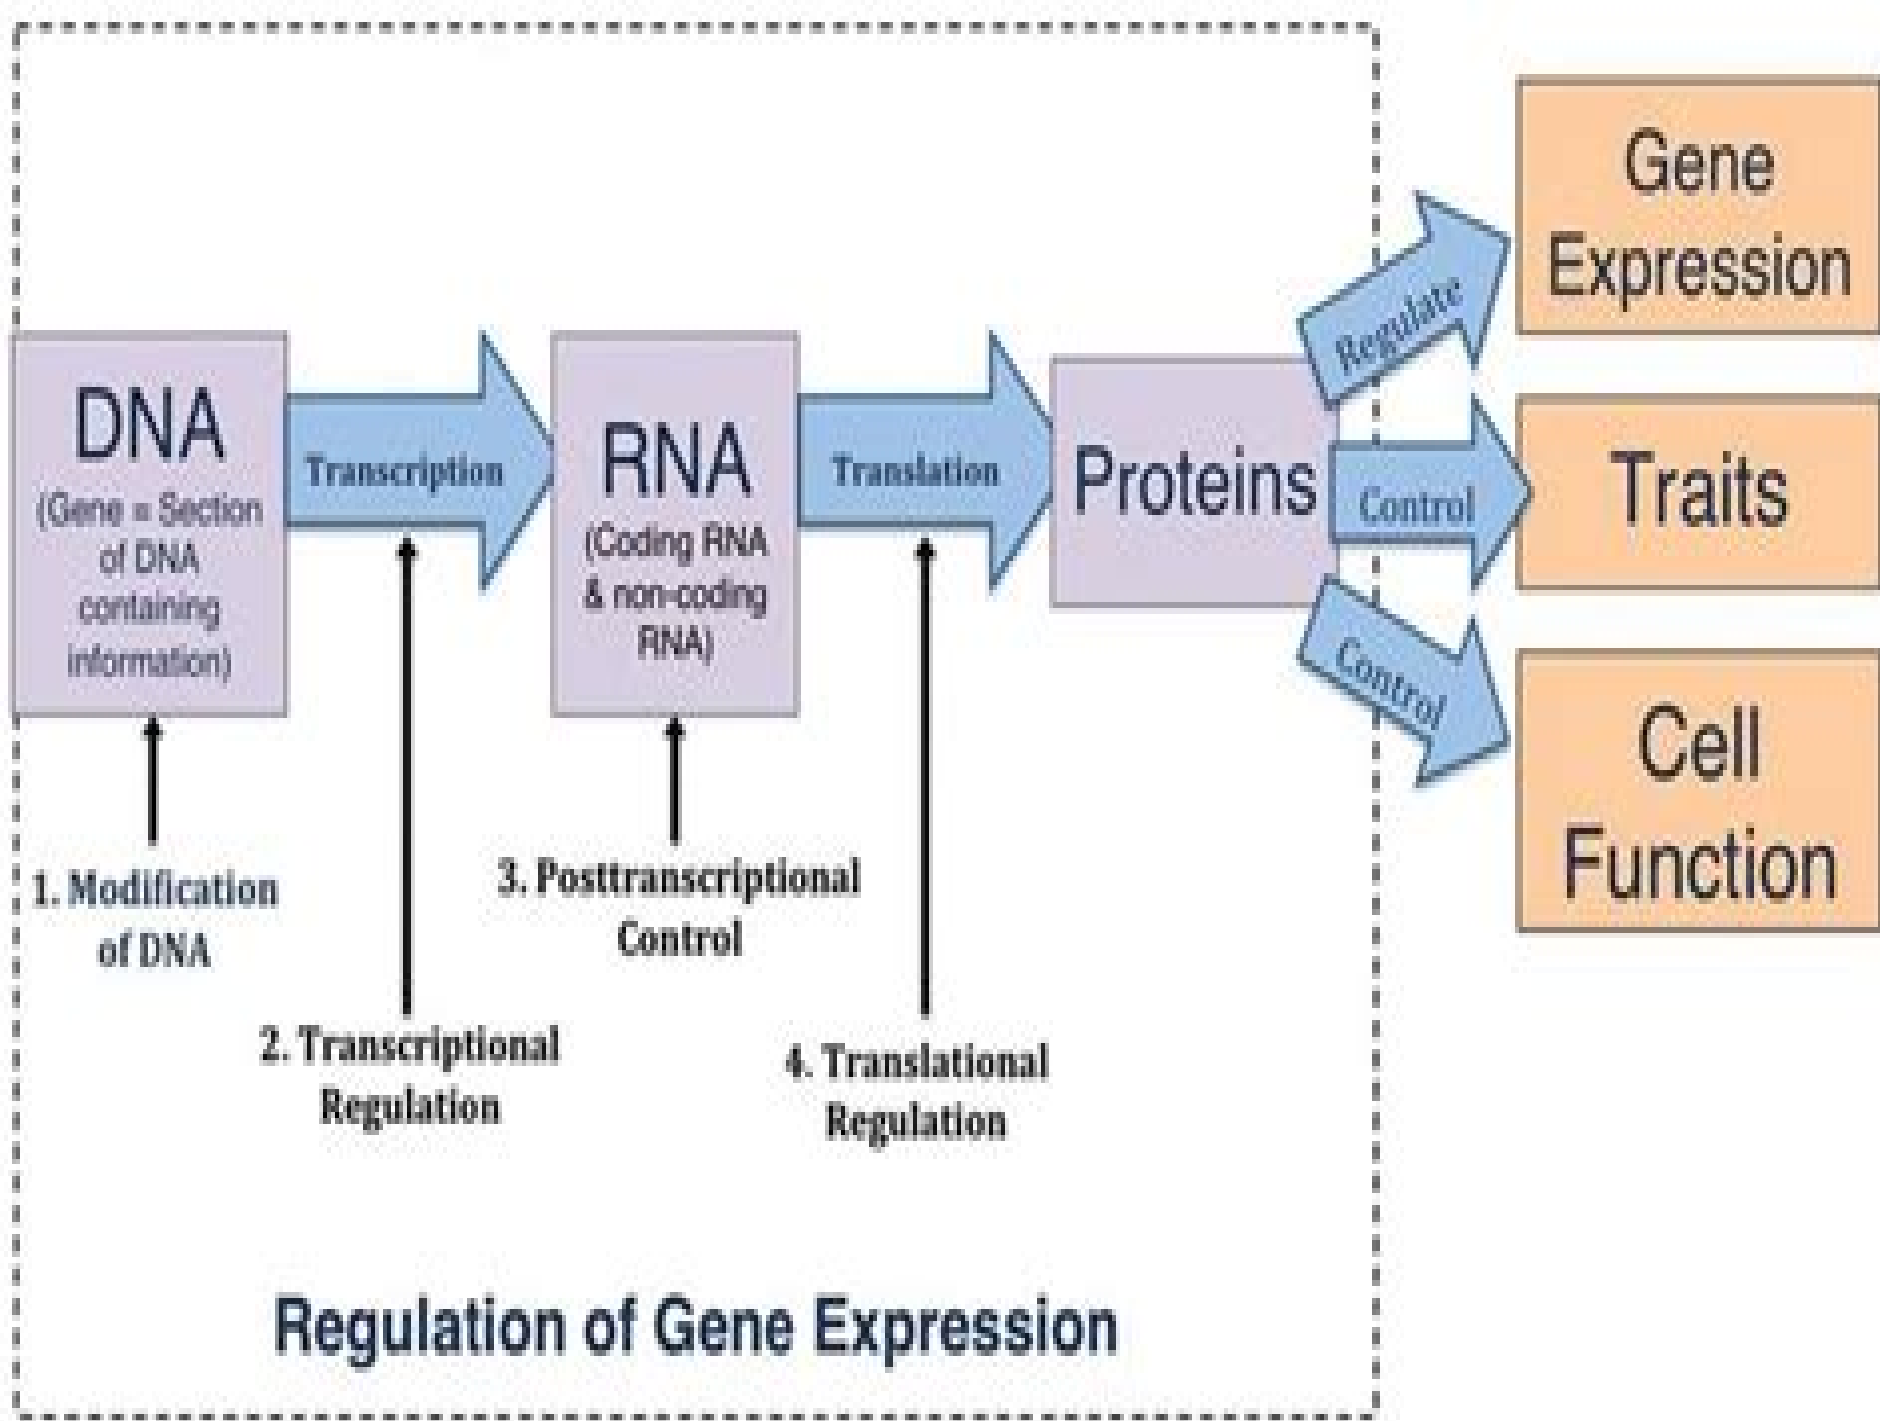 DNA
(Gene = Section
of DNA
containing
information)
Transcription
RNA
(Coding RNA
& non-coding
RNA)
Translation
Proteins
Regulate
Control
Control
Gene
Expression
Traits
Cell
Function
1. Modification
of DNA
2. Transcriptional
Regulation
3. Posttranscriptional
Control
4. Translational
Regulation
Regulation of Gene Expression